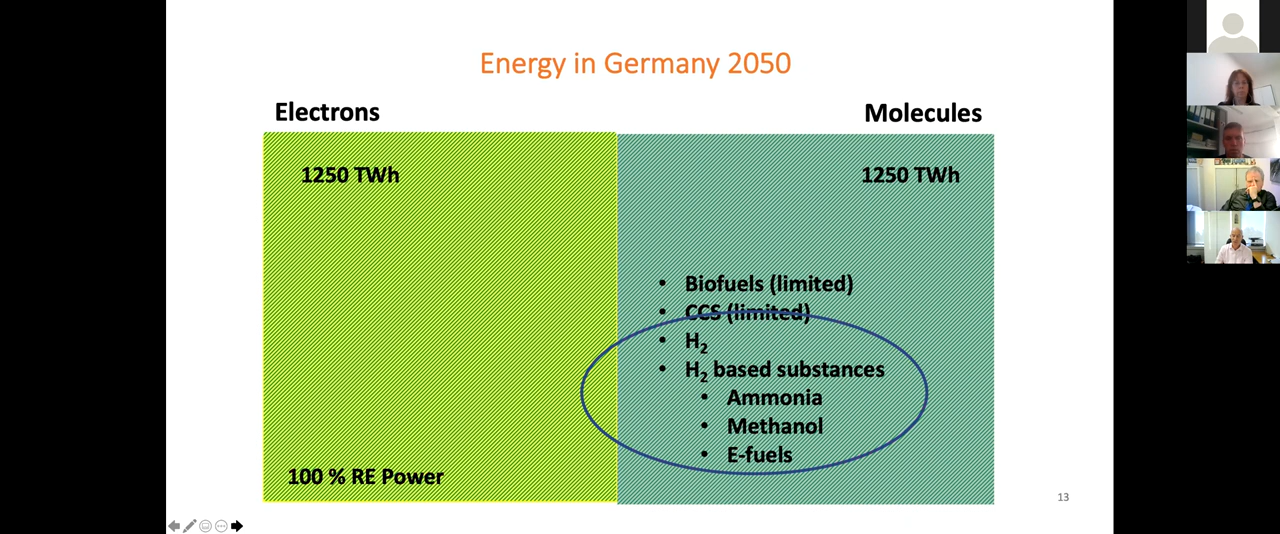 Energy in Germany 2050
Electrons
Molecules
1250 TWh
1250 TWh
• Biofuels (limited)
• CCS (limited)
• H₂
• H₂ based substances
• Ammonia
• Methanol
• E-fuels
100 % RE Power
13